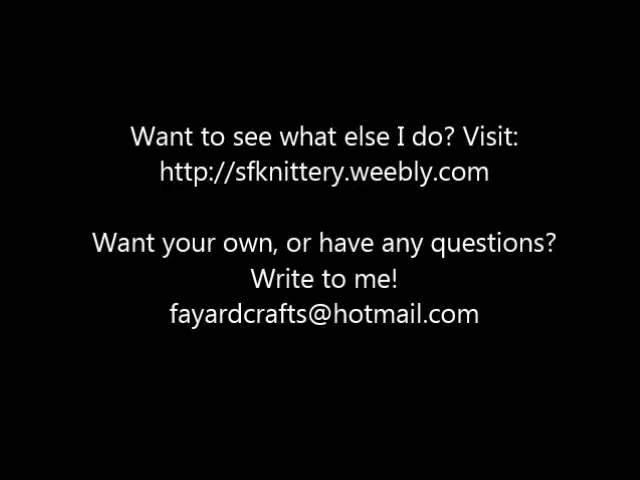 Want to see what else I do? Visit:
http://sfknittery.weebly.com
Want your own, or have any questions?
Write to me!
fayardcrafts@hotmail.com